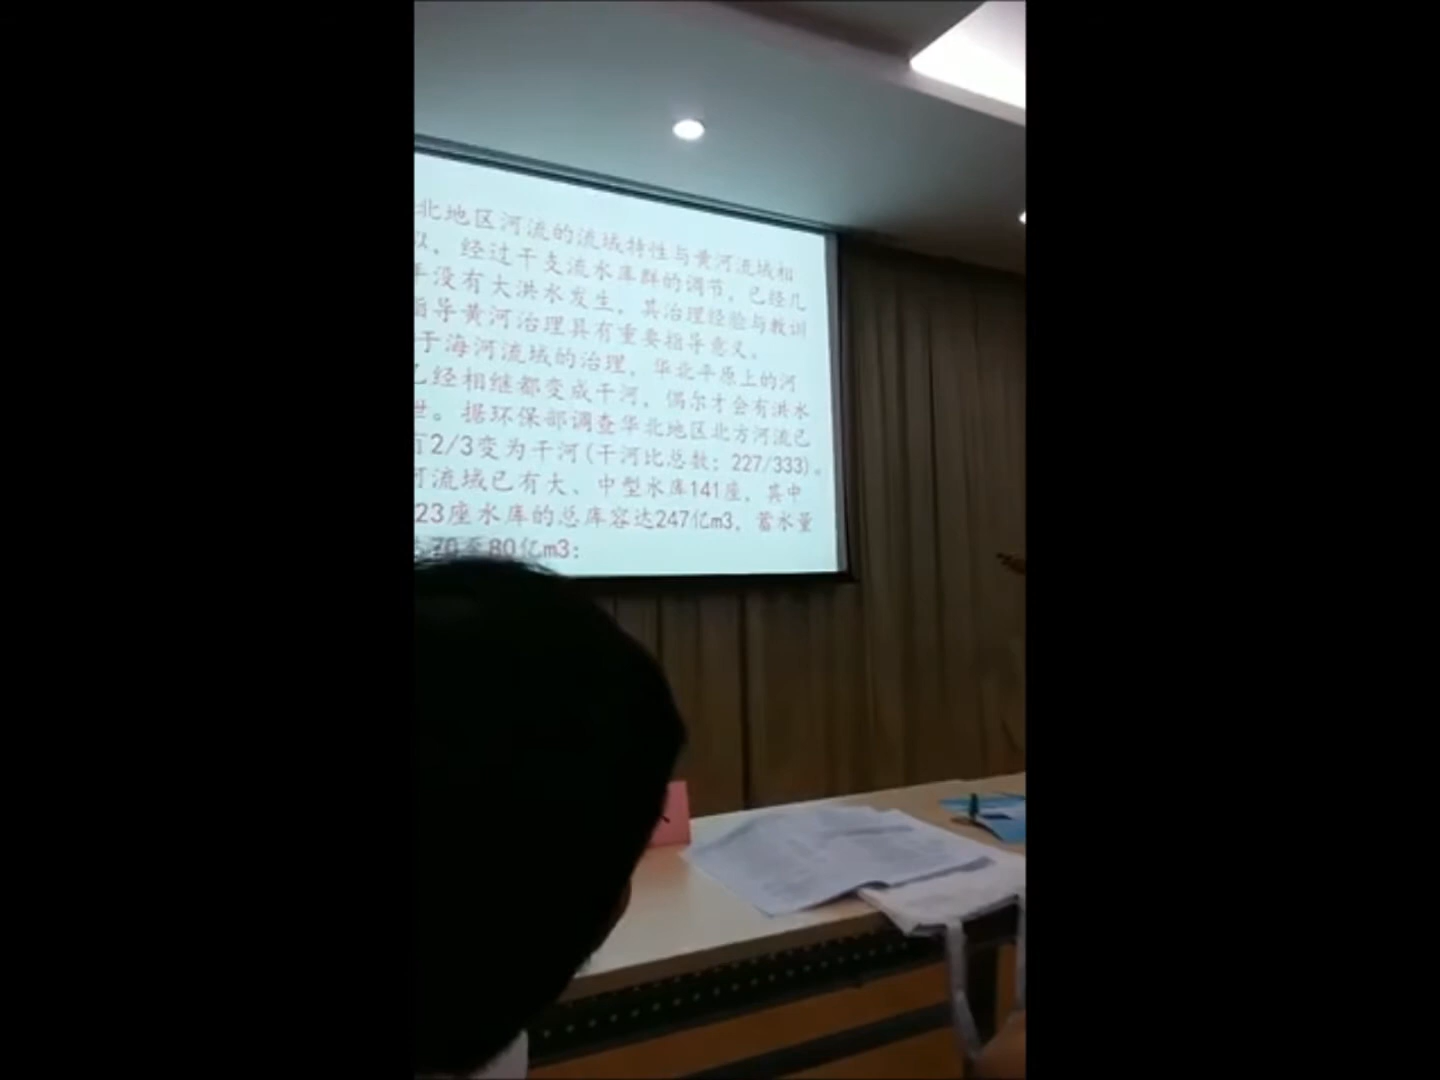 北地区河流的流域特性与黄河流域相
以，经过干支流水库群的调节，已经几
没有大洪水发生，其治理经验与教训
指导黄河治理具有重要指导意义。
于海河流域的治理，华北平原上的河
已经相继都变成干河，偶尔才会有洪水
世。据环保部调查华北地区北方河流已
有2/3变为干河(干河比总数：227/333)。
河流域已有大、中型水库141座，其中
23座水库的总库容达247亿m3，蓄水量
70至80亿m3；